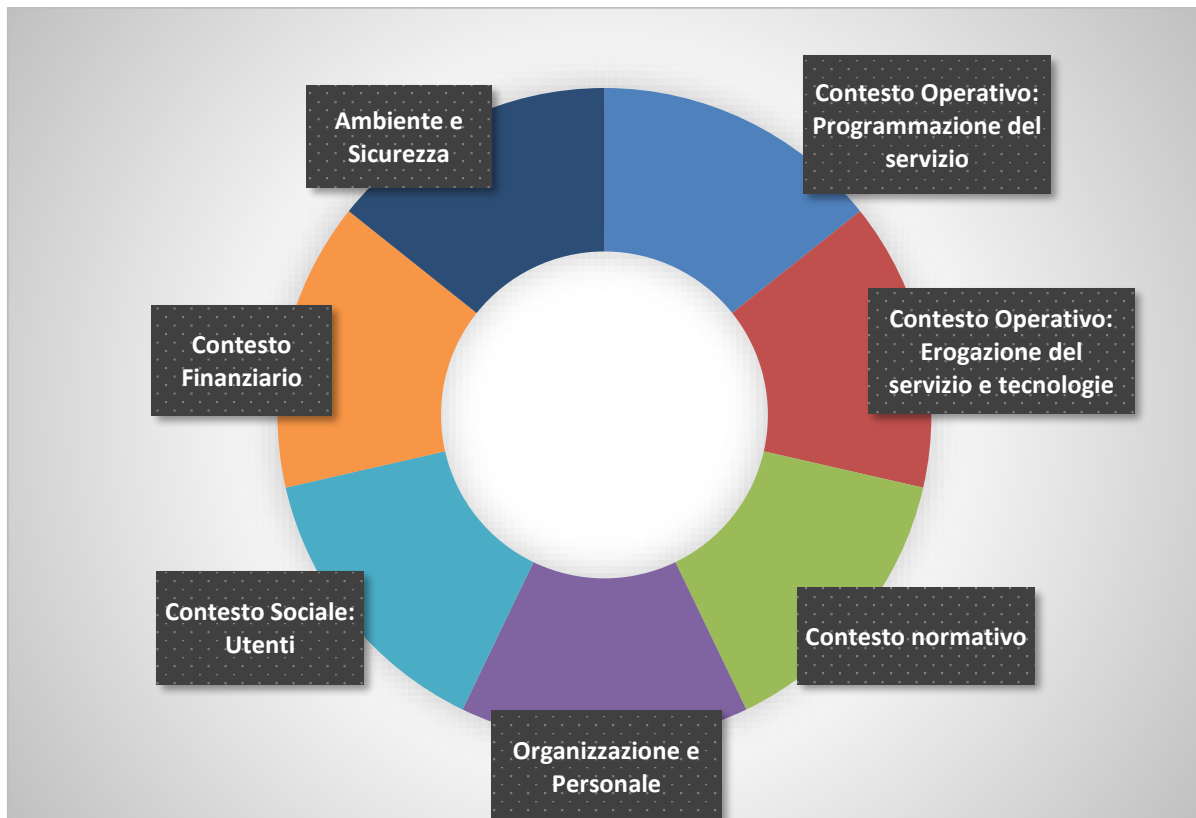 Ambiente e
Sicurezza
Contesto Operativo:
Programmazione del
servizio
Contesto Operativo:
Erogazione del
servizio e tecnologie
Contesto
Finanziario
Contesto Sociale:
Utenti
Contesto normativo
Organizzazione e
Personale